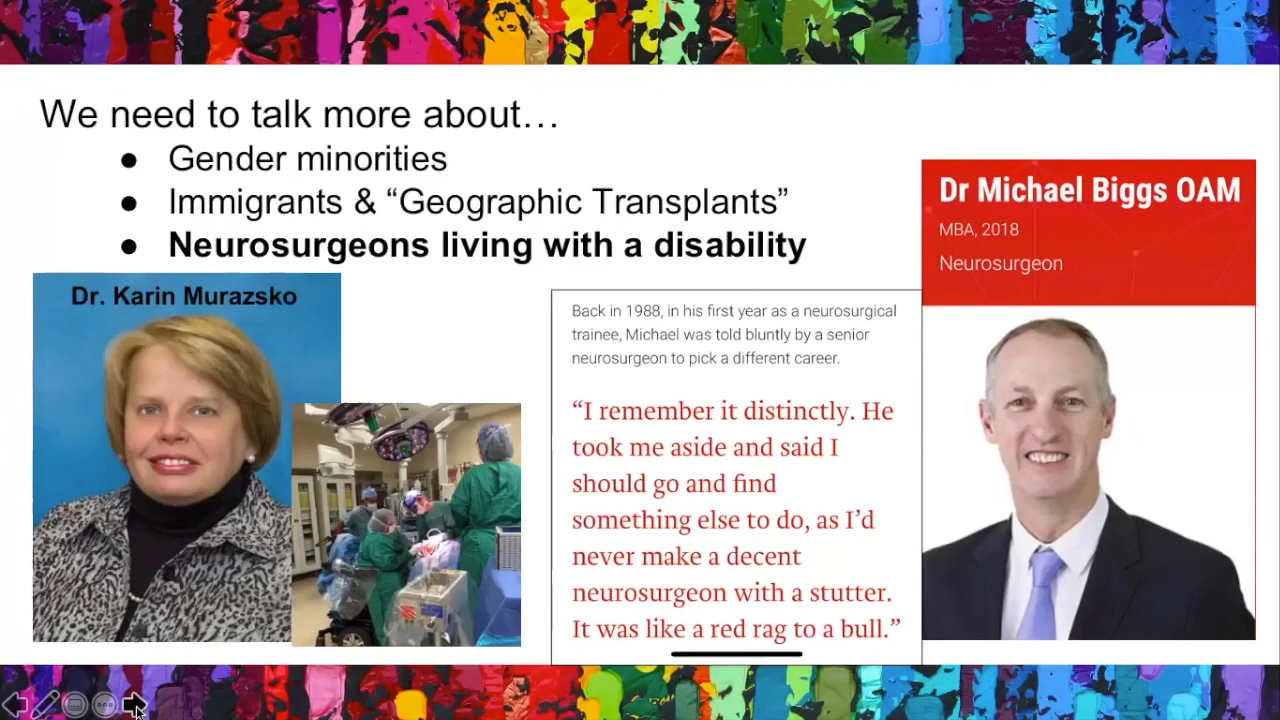 We need to talk more about…
● Gender minorities
● Immigrants & “Geographic Transplants”
● Neurosurgeons living with a disability
Dr. Karin Murazsko
Back in 1988, in his first year as a neurosurgical
trainee, Michael was told bluntly by a senior
neurosurgeon to pick a different career.
“I remember it distinctly. He
took me aside and said I
should go and find
something else to do, as I’d
never make a decent
neurosurgeon with a stutter.
It was like a red rag to a bull.”
Dr Michael Biggs OAM
MBA, 2018
Neurosurgeon